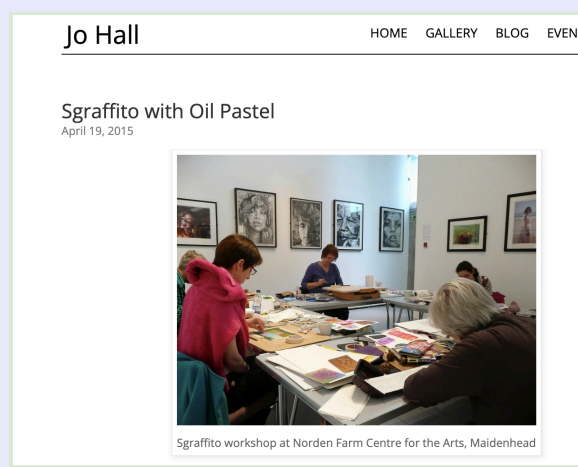 Jo Hall
HOME GALLERY BLOG EVEN
Sgraffito with Oil Pastel
April 19, 2015
Sgraffito workshop at Norden Farm Centre for the Arts, Maidenhead